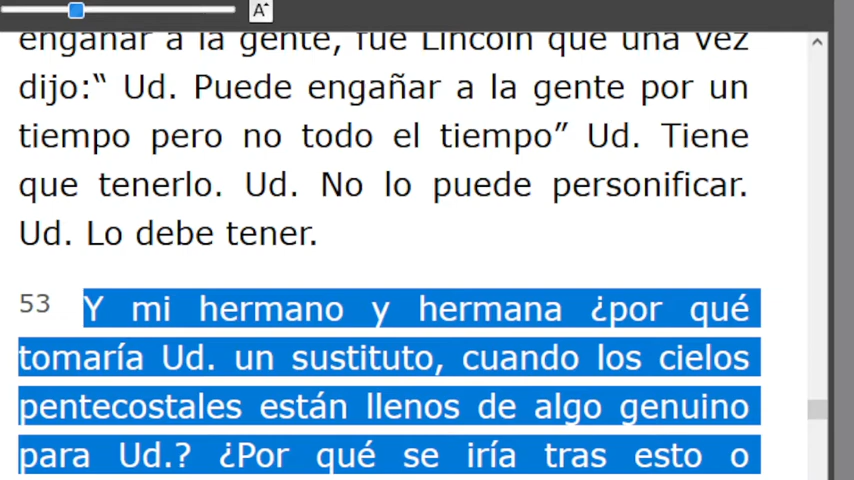 A
engañar a la gente, fue Lincoln que una vez
dijo:“ Ud. Puede engañar a la gente por un
tiempo pero no todo el tiempo” Ud. Tiene
que tenerlo. Ud. No lo puede personificar.
Ud. Lo debe tener.
53 Y mi hermano y hermana ¿por qué
tomaría Ud. un sustituto, cuando los cielos
pentecostales están llenos de algo genuino
para Ud.? ¿Por qué se iría tras esto o